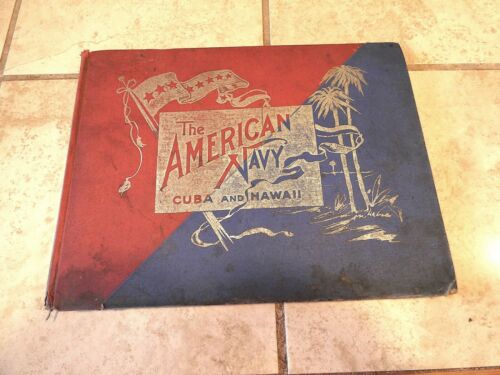 The
AMERICAN
NAVY
CUBA AND HAWAII